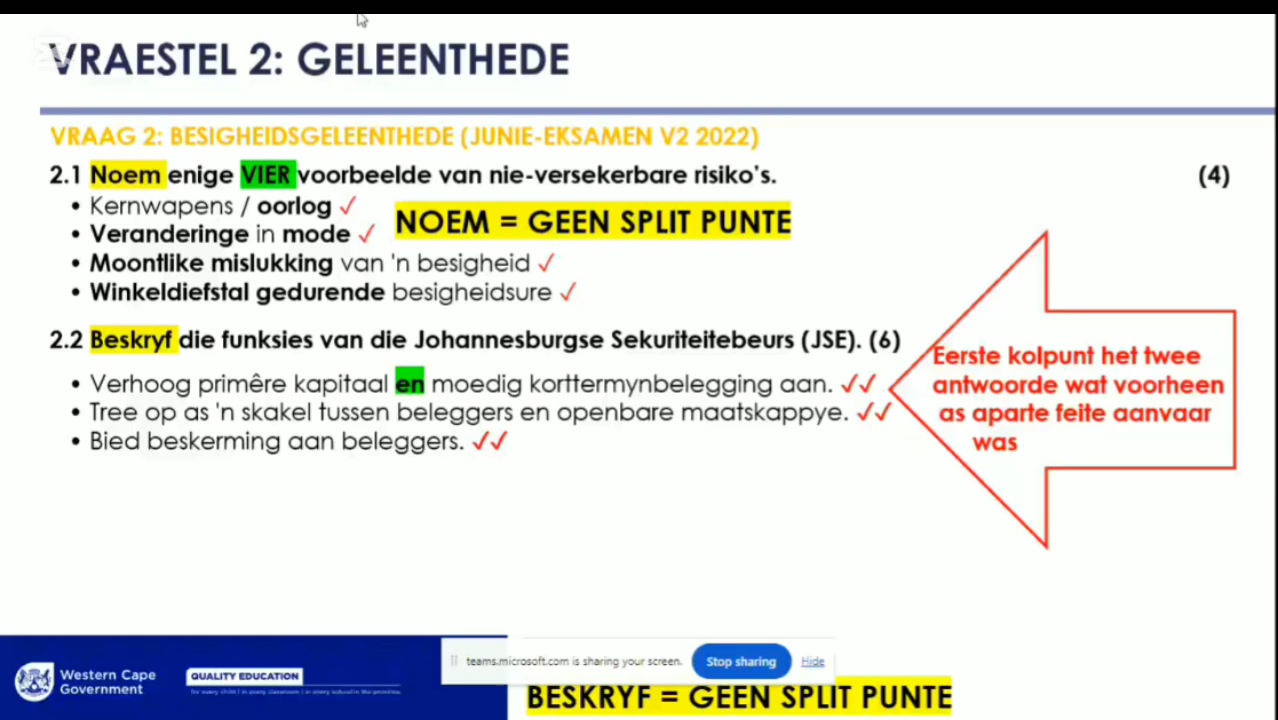 VRAESTEL 2: GELEENTHEDE
VRAAG 2: BESIGHEIDSGELEENTHEDE (JUNIE-EKSAMEN V2 2022)
2.1 Noem enige VIER voorbeelde van nie-versekerbare risiko's. (4)
• Kernwapens / oorlog ✓
NOEM = GEEN SPLIT PUNTE
• Veranderinge in mode ✓
• Moontlike mislukking van 'n besigheid ✓
• Winkeldiefstal gedurende besigheidsure ✓
2.2 Beskryf die funksies van die Johannesburgse Sekuriteitebeurs (JSE). (6)
• Verhoog primêre kapitaal en moedig korttermynbelegging aan. ✓✓
• Tree op as 'n skakel tussen beleggers en openbare maatskappye. ✓✓
• Bied beskerming aan beleggers. ✓✓
Eerste kolpunt het twee
antwoorde wat voorheen
as aparte feite aanvaar
was
Western Cape
Government
QUALITY EDUCATION
teams.microsoft.com is sharing your screen. Stop sharing Hide
BESKRYF = GEEN SPLIT PUNTE